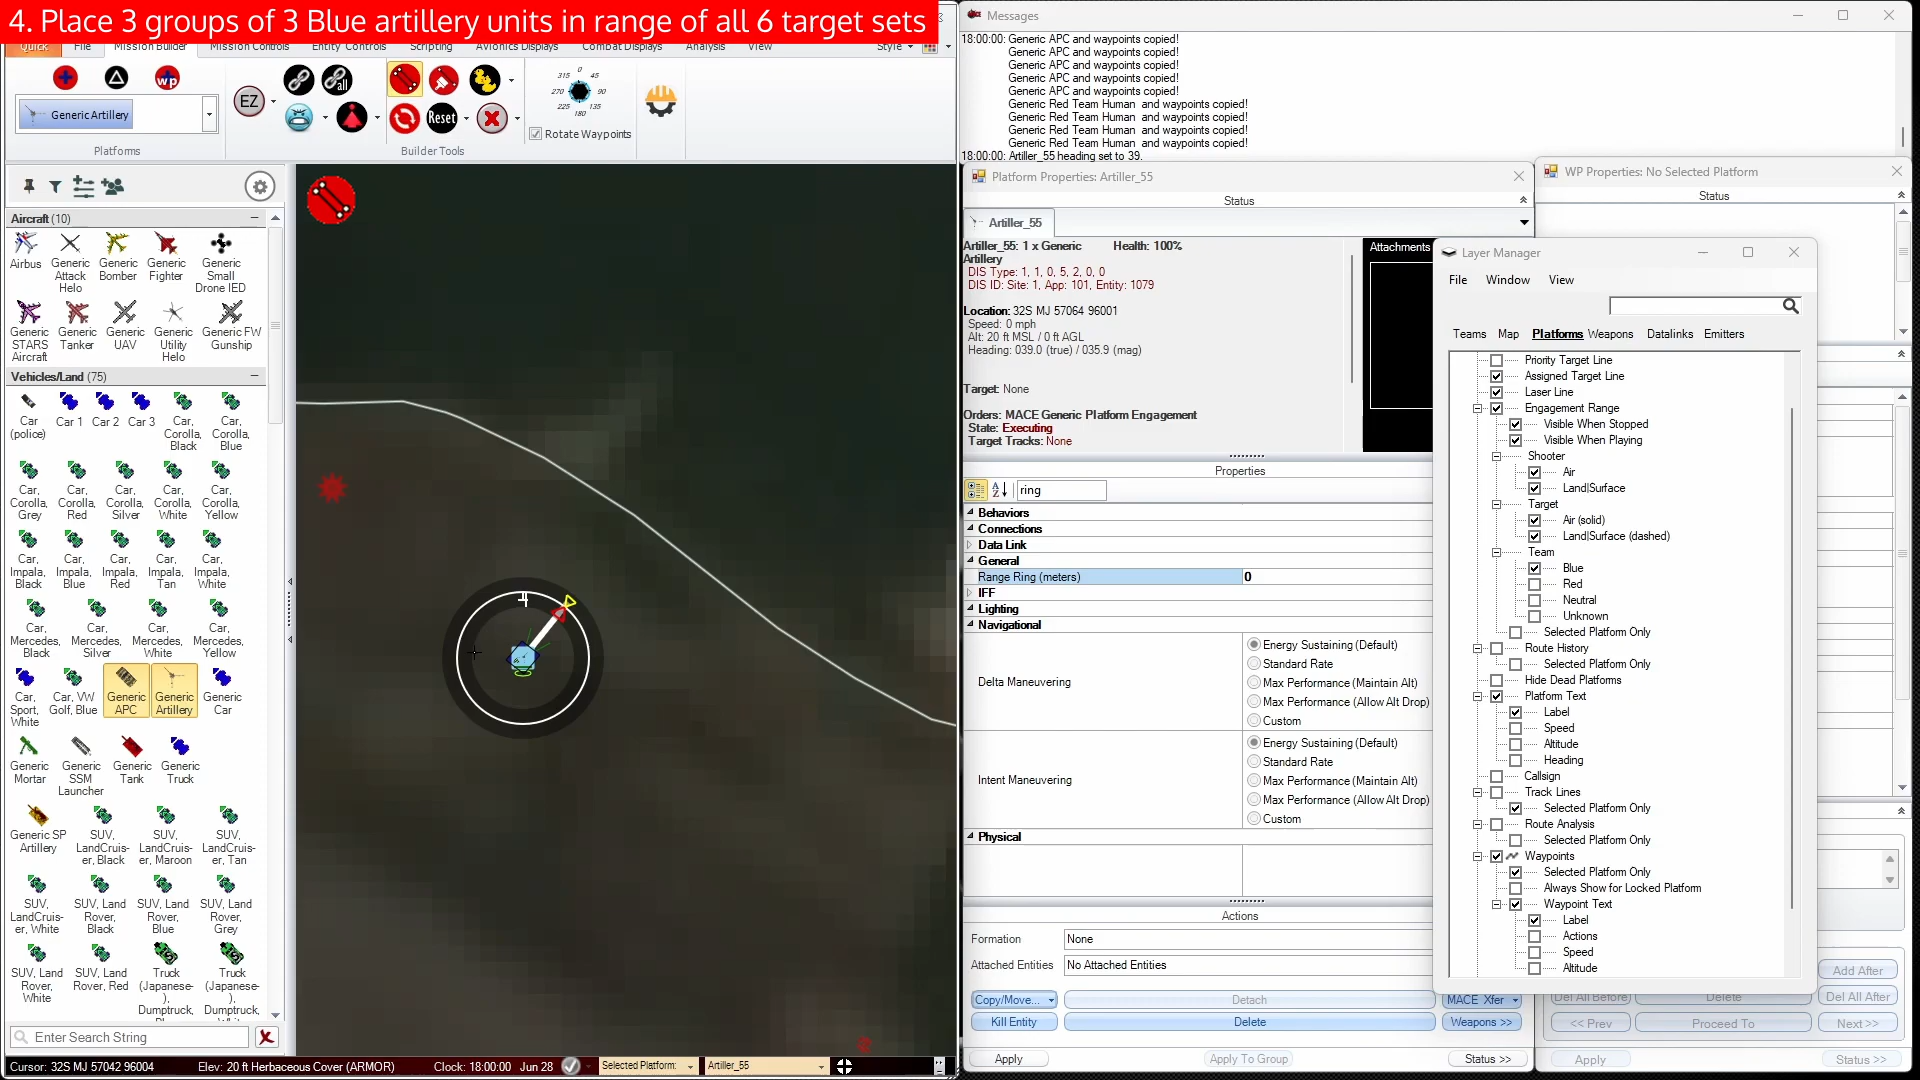 4. Place 3 groups of 3 Blue artillery units in range of all 6 target sets
Quick File Mission Builder Mission Controls Entity Controls Scripting Avionics Displays Combat Displays Analysis View Style
wp
Generic Artillery
Platforms
EZ
all
Reset
Builder Tools
0
315 45
270 90
225 135
180
Rotate Waypoints
Aircraft (10)
Airbus
Generic Attack Helo
Generic Bomber
Generic Fighter
Generic Small Drone IED
Generic STARS Aircraft
Generic Tanker
Generic UAV
Generic Utility Helo
Generic FW Gunship
Vehicles/Land (75)
Car (police)
Car 1
Car 2
Car 3
Car, Corolla, Black
Car, Corolla, Blue
Car, Corolla, Grey
Car, Corolla, Red
Car, Corolla, Silver
Car, Corolla, White
Car, Corolla, Yellow
Car, Impala, Black
Car, Impala, Blue
Car, Impala, Red
Car, Impala, Tan
Car, Impala, White
Car, Mercedes, Black
Car, Mercedes, Silver
Car, Mercedes, White
Car, Mercedes, Yellow
Car, Sport, White
Car, VW Golf, Blue
Generic APC
Generic Artillery
Generic Car
Generic Mortar
Generic SSM Launcher
Generic Tank
Generic Truck
Generic SP Artillery
SUV, LandCruis- er, Black
SUV, LandCruis- er, Maroon
SUV, LandCruis- er, Tan
SUV, LandCruis- er, White
SUV, Land Rover, Black
SUV, Land Rover, Blue
SUV, Land Rover, Grey
SUV, Land Rover, White
SUV, Land Rover, Red
Truck (Japanese- ), Dumptruck,
Truck (Japanese- ), Dumptruck,
Enter Search String
Cursor: 32S MJ 57042 96004 Elev: 20 ft Herbaceous Cover (ARMOR) Clock: 18:00:00 Jun 28 Selected Platform: Artiller_55
Messages
18:00:00: Generic APC and waypoints copied!
Generic APC and waypoints copied!
Generic APC and waypoints copied!
Generic APC and waypoints copied!
Generic APC and waypoints copied!
Generic Red Team Human and waypoints copied!
Generic Red Team Human and waypoints copied!
Generic Red Team Human and waypoints copied!
Generic Red Team Human and waypoints copied!
18:00:00: Artiller_55 heading set to 39.
Platform Properties: Artiller_55
Status
Artiller_55
Artiller_55: 1 x Generic Artillery Health: 100%
DIS Type: 1, 1, 0, 5, 2, 0, 0
DIS ID: Site: 1, App: 101, Entity: 1079
Location: 32S MJ 57064 96001
Speed: 0 mph
Alt: 20 ft MSL / 0 ft AGL
Heading: 039.0 (true) / 035.9 (mag)
Target: None
Orders: MACE Generic Platform Engagement
State: Executing
Target Tracks: None
Attachments
Properties
ring
Behaviors
Connections
Data Link
General
Range Ring (meters) 0
IFF
Lighting
Navigational
Delta Maneuvering
Energy Sustaining (Default)
Standard Rate
Max Performance (Maintain Alt)
Max Performance (Allow Alt Drop)
Custom
Intent Maneuvering
Energy Sustaining (Default)
Standard Rate
Max Performance (Maintain Alt)
Max Performance (Allow Alt Drop)
Custom
Physical
Actions
Formation None
Attached Entities No Attached Entities
Copy/Move... Detach MACE Xfer
Kill Entity Delete Weapons >>
Apply Apply To Group Status >>
WP Properties: No Selected Platform
Status
Layer Manager
File Window View
Teams Map Platforms Weapons Datalinks Emitters
Priority Target Line
Assigned Target Line
Laser Line
Engagement Range
Visible When Stopped
Visible When Playing
Shooter
Air
Land|Surface
Target
Air (solid)
Land|Surface (dashed)
Team
Blue
Red
Neutral
Unknown
Selected Platform Only
Route History
Selected Platform Only
Hide Dead Platforms
Platform Text
Label
Speed
Altitude
Heading
Callsign
Track Lines
Selected Platform Only
Route Analysis
Selected Platform Only
Waypoints
Selected Platform Only
Always Show for Locked Platform
Waypoint Text
Label
Actions
Speed
Altitude
Add After
Del All Before Delete Del All After
<< Prev Proceed To Next >>
Apply Status >>